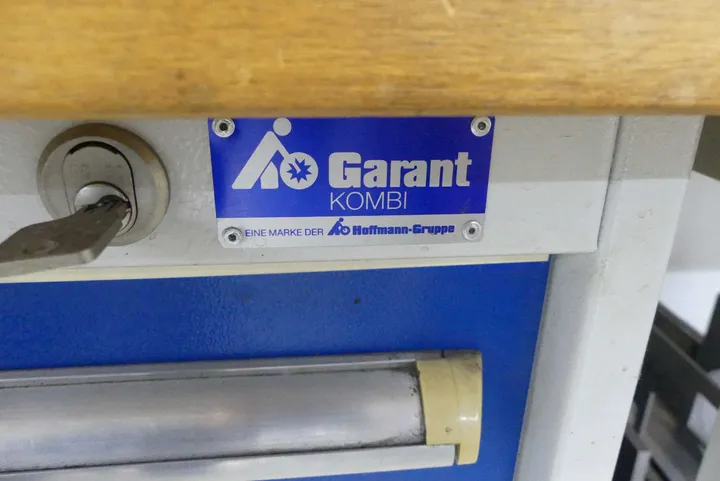 Garant
KOMBI
EINE MARKE DER Hoffmann-Gruppe